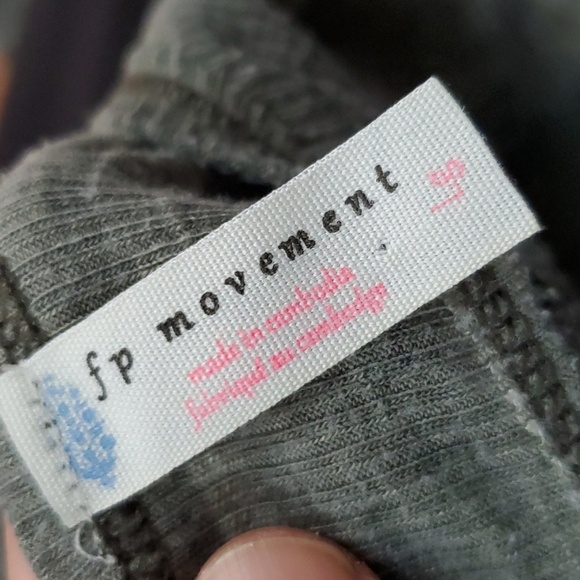 fp movement
made in cambodia
fabriqué au cambodge